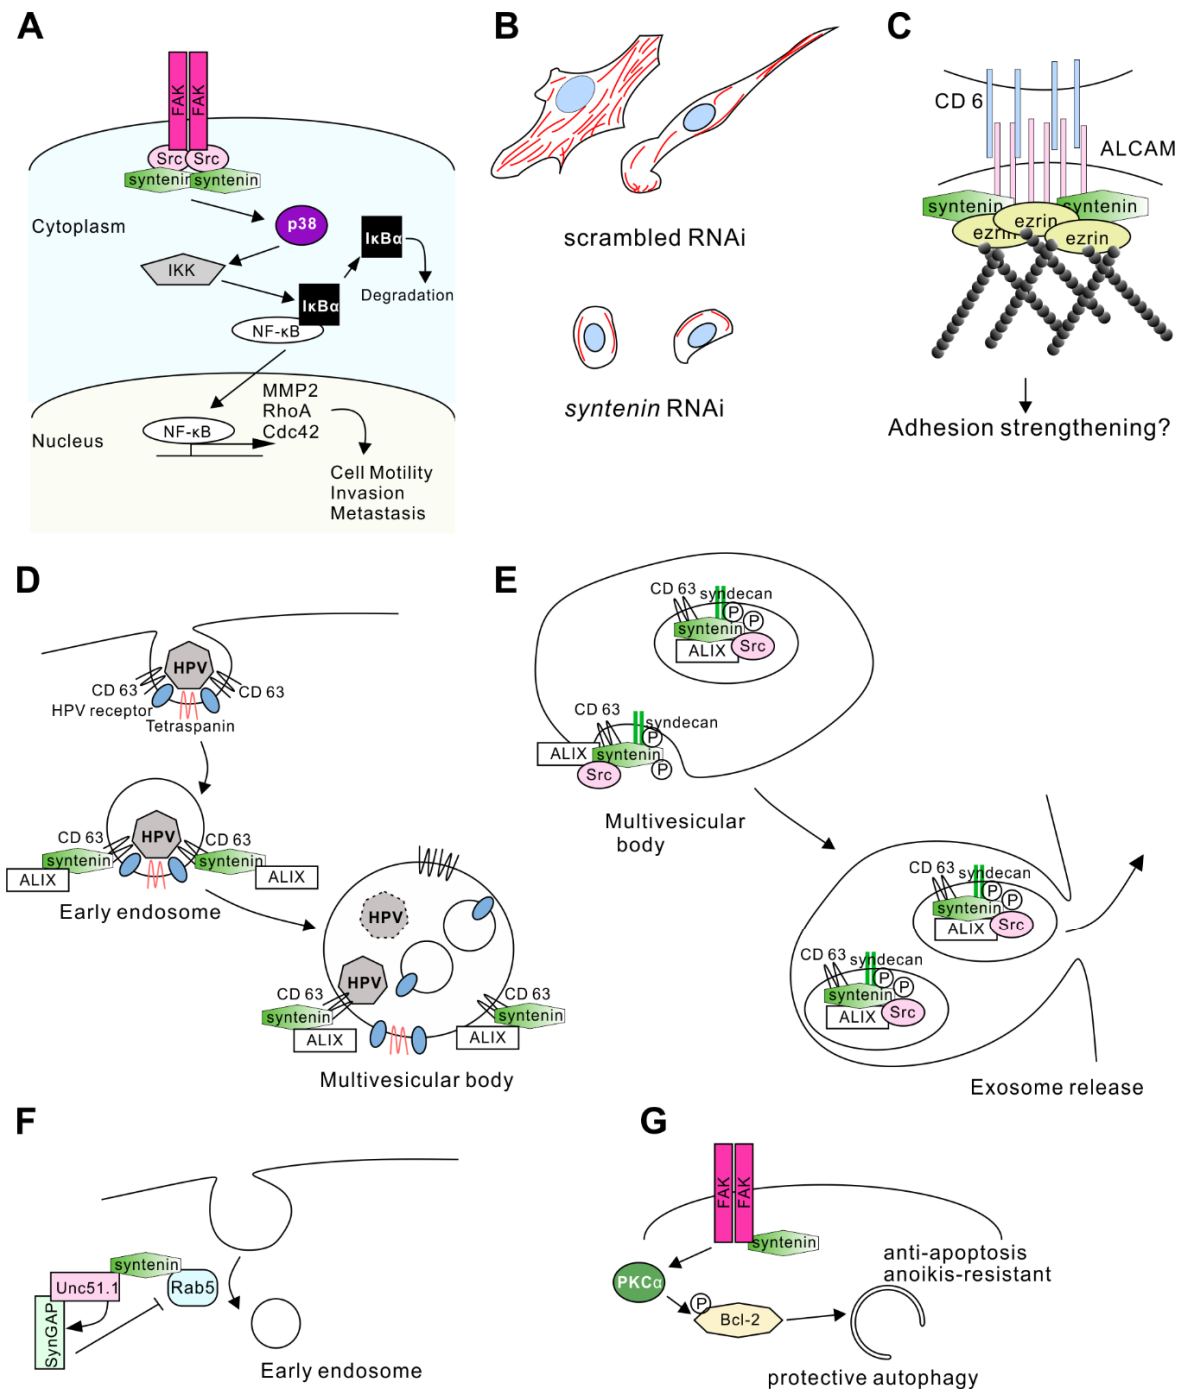 A
FAK FAK
Src Src
syntenin syntenin
Cytoplasm
p38
IκBα
IKK
IκBα
Degradation
NF-κB
MMP2
RhoA
Cdc42
Nucleus
NF-κB
Cell Motility
Invasion
Metastasis
B
scrambled RNAi
syntenin RNAi
C
CD 6
ALCAM
syntenin syntenin
ezrin ezrin ezrin
Adhesion strengthening?
D
HPV
CD 63 CD 63
HPV receptor
Tetraspanin
CD 63 HPV CD 63
syntenin syntenin
ALIX ALIX
Early endosome
HPV
HPV
CD 63 CD 63
syntenin syntenin
ALIX ALIX
Multivesicular body
E
CD 63 syndecan
P
P
syntenin
ALIX Src
CD 63
syndecan
P
ALIX syntenin
Src P
Multivesicular
body
CD 63 syndecan
P
P
syntenin
ALIX Src
CD 63 syndecan
P
P
syntenin
ALIX Src
Exosome release
F
syntenin
Unc51.1 Rab5
SynGAP
Early endosome
G
FAK FAK
syntenin
PKCα
P
Bcl-2
anti-apoptosis
anoikis-resistant
protective autophagy